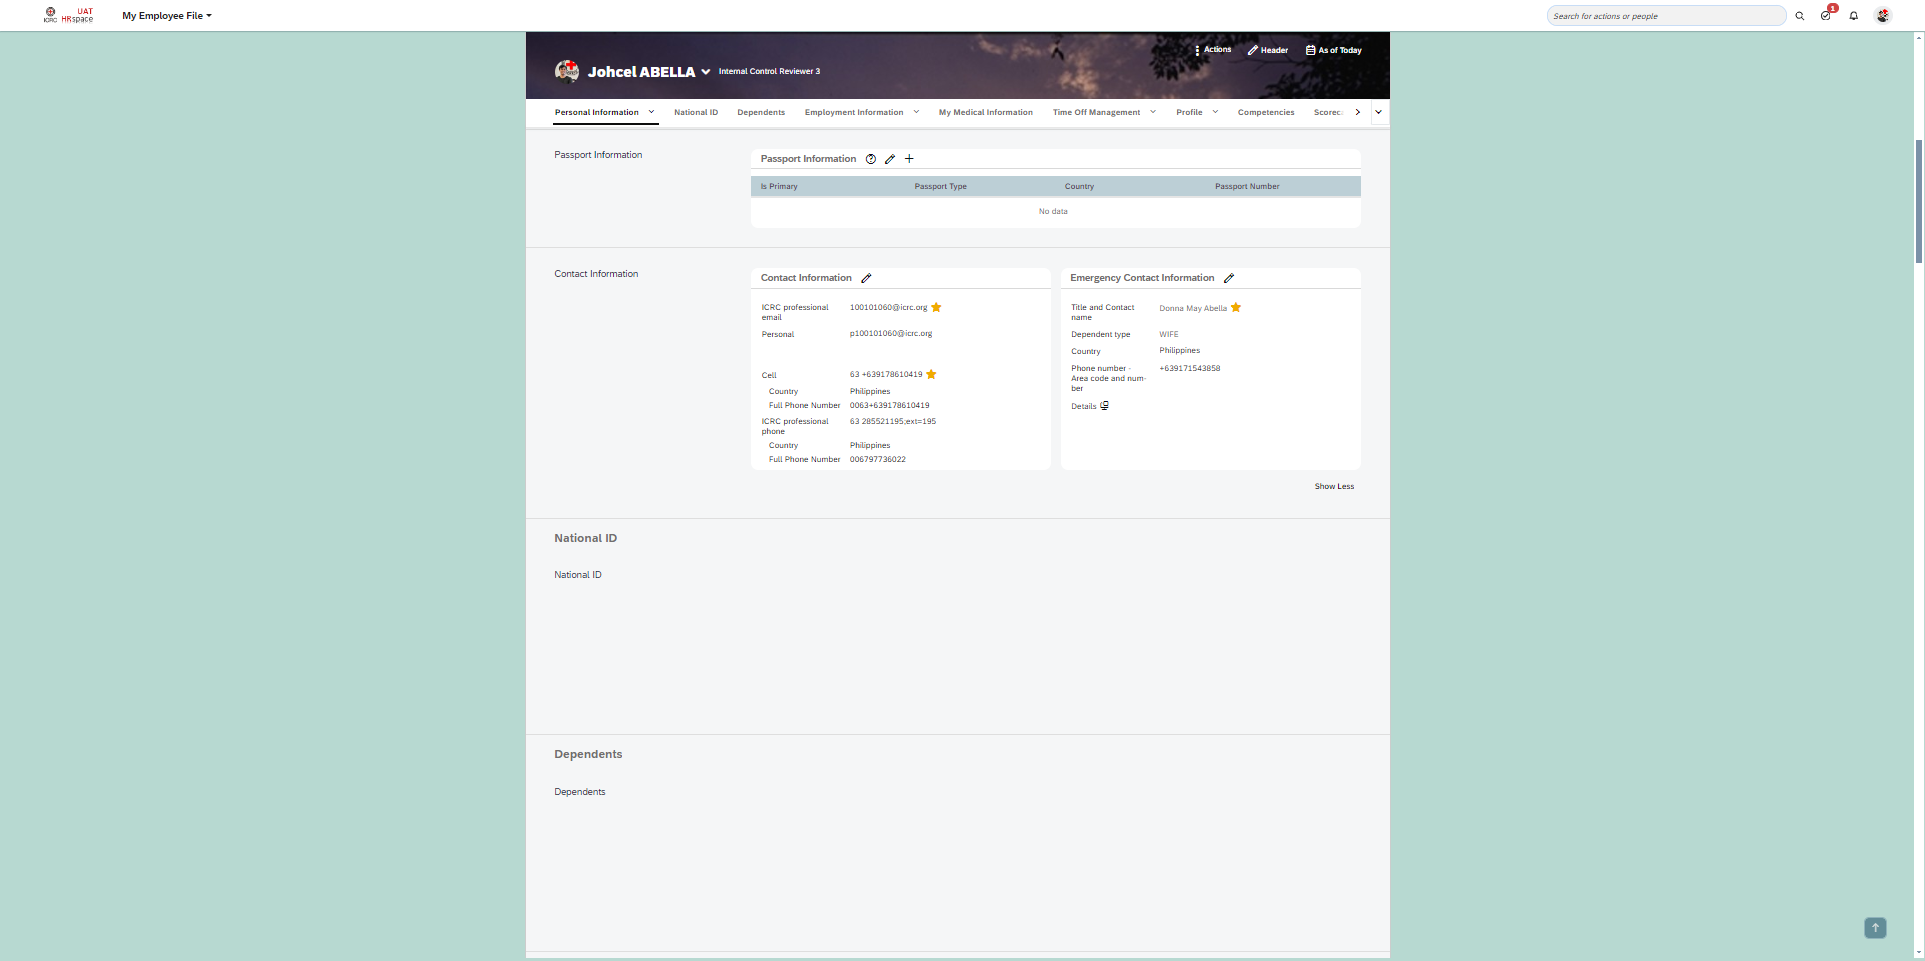 UAT
ICRC HRspace
My Employee File
Search for actions or people
1
Actions
Header
As of Today
Johcel ABELLA
Internal Control Reviewer 3
Personal Information
National ID
Dependents
Employment Information
My Medical Information
Time Off Management
Profile
Competencies
Scorec
Passport Information
Passport Information
Is Primary
Passport Type
Country
Passport Number
No data
Contact Information
Contact Information
ICRC professional
email
100101060@icrc.org
Personal
p100101060@icrc.org
Cell
63 +639178610419
Country
Philippines
Full Phone Number
0063+639178610419
ICRC professional
phone
63 285521195;ext=195
Country
Philippines
Full Phone Number
006797736022
Emergency Contact Information
Title and Contact
name
Donna May Abella
Dependent type
WIFE
Country
Philippines
Phone number -
Area code and num-
ber
+639171543858
Details
Show Less
National ID
National ID
Dependents
Dependents